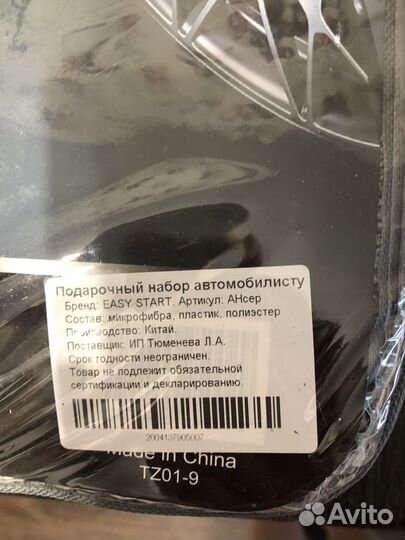 Подарочный набор автомобилисту
Бренд: EASY START. Артикул: АНсер
Состав: микрофибра, пластик, полиэстер
Производство: Китай.
Поставщик: ИП Тюменева Л.А.
Срок годности неограничен.
Товар не подлежит обязательной
сертификации и декларированию.
2004137905007
Made in China
TZ01-9
Avito